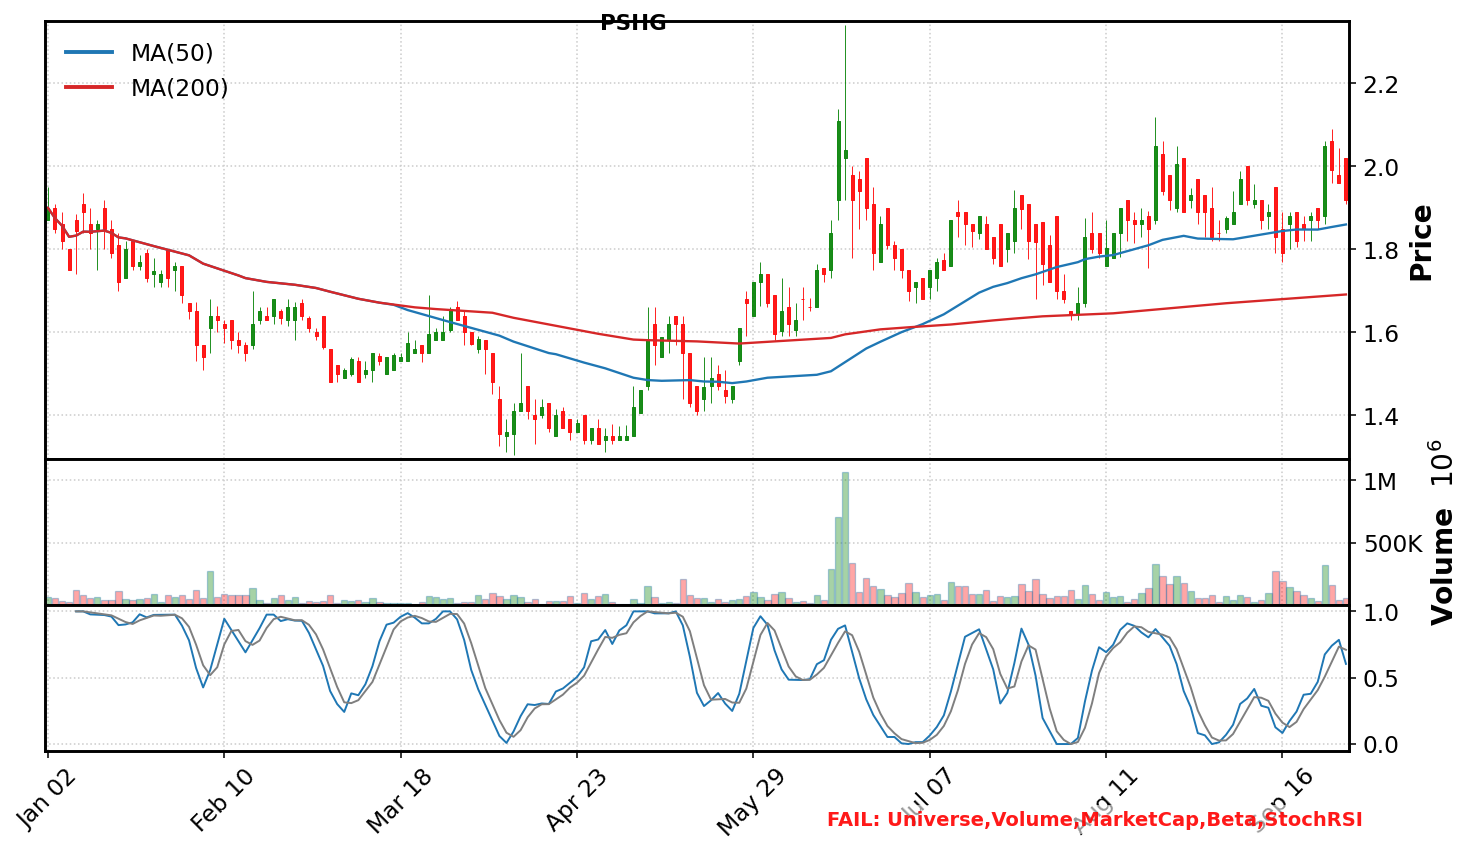 PSHG
MA(50)
MA(200)
2.2
2.0
1.8
1.6
1.4
Price
1M
500K
Volume 10^6
1.0
0.5
0.0
Jan 02
Feb 10
Mar 18
Apr 23
May 29
Jul 07
Aug 11
Sep 16
FAIL: Universe,Volume,MarketCap,Beta,StochRSI